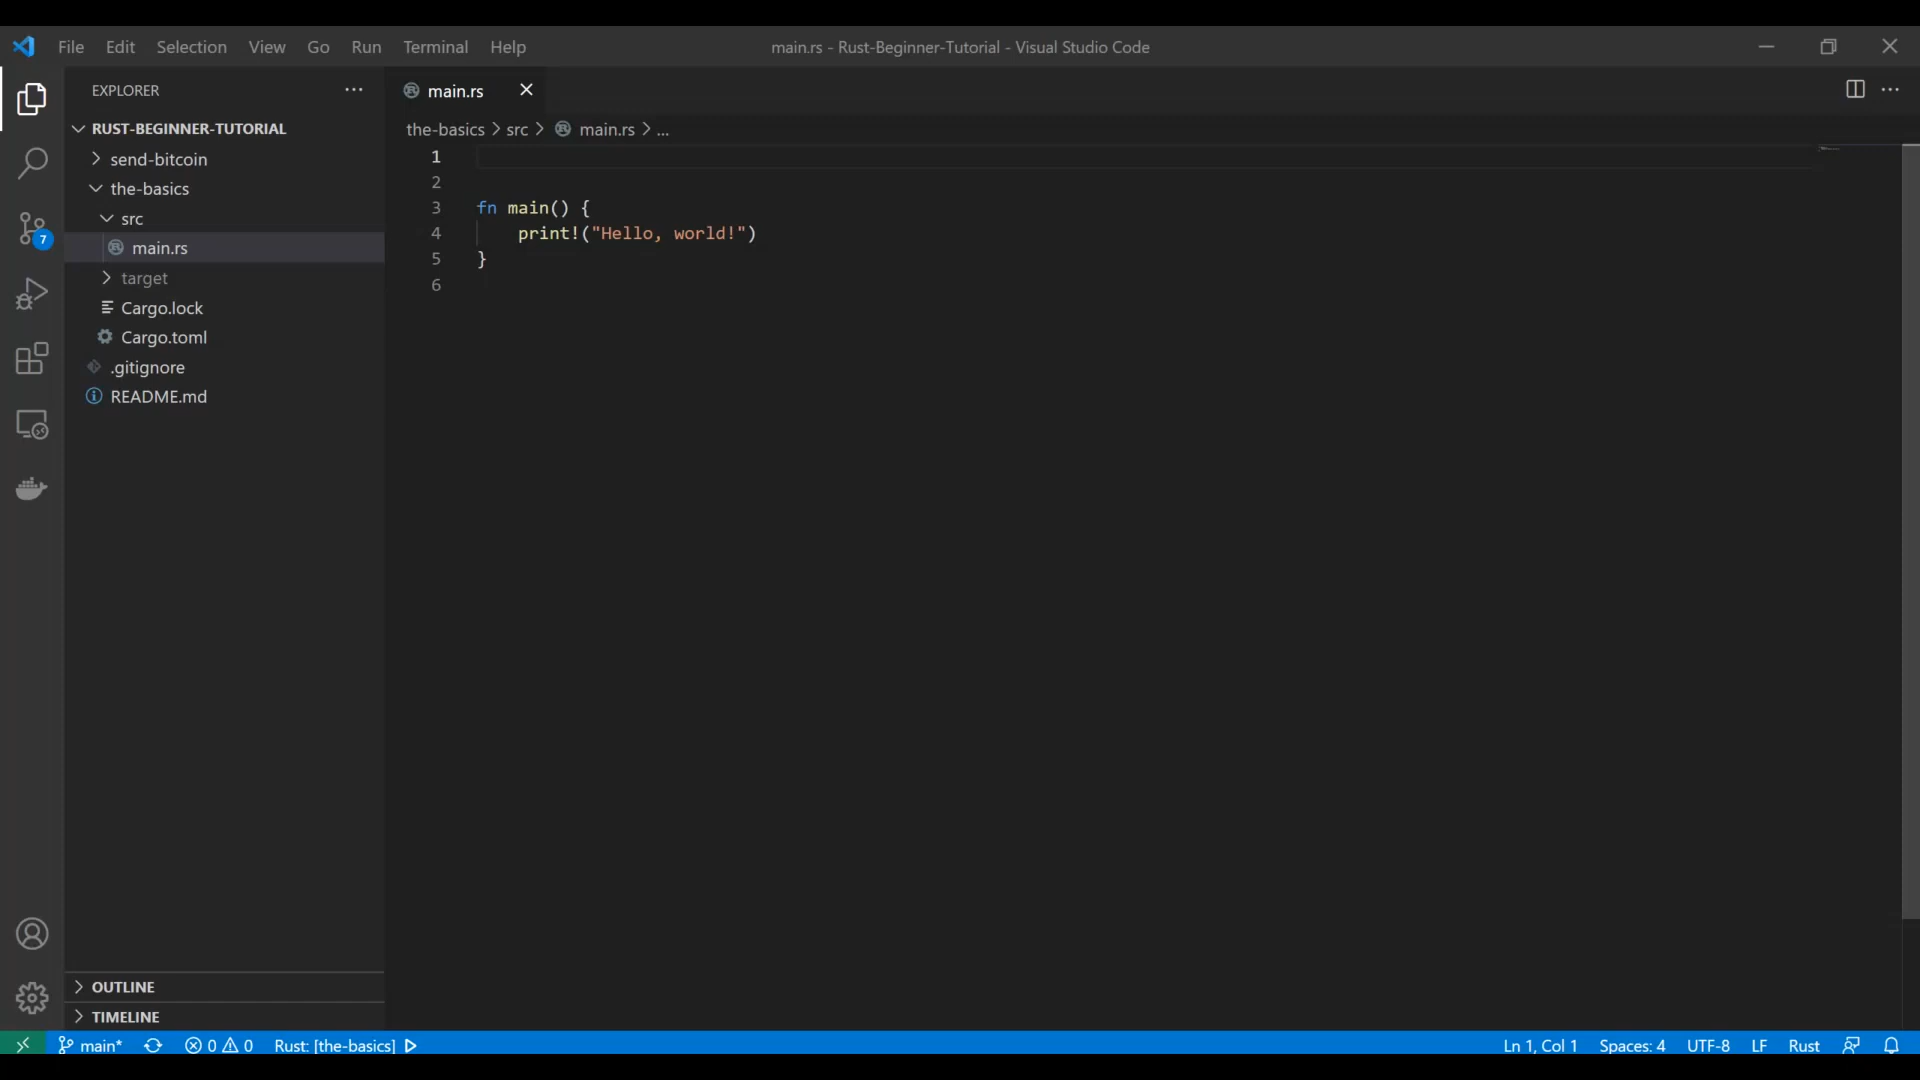 File Edit Selection View Go Run Terminal Help main.rs - Rust-Beginner-Tutorial - Visual Studio Code
EXPLORER
RUST-BEGINNER-TUTORIAL
send-bitcoin
the-basics
src
main.rs
target
Cargo.lock
Cargo.toml
.gitignore
README.md
7
OUTLINE
TIMELINE
main.rs
the-basics > src > main.rs > ...
1
2
3 fn main() {
4 print!("Hello, world!")
5 }
6
main* 0 0 Rust: [the-basics] Ln 1, Col 1 Spaces: 4 UTF-8 LF Rust